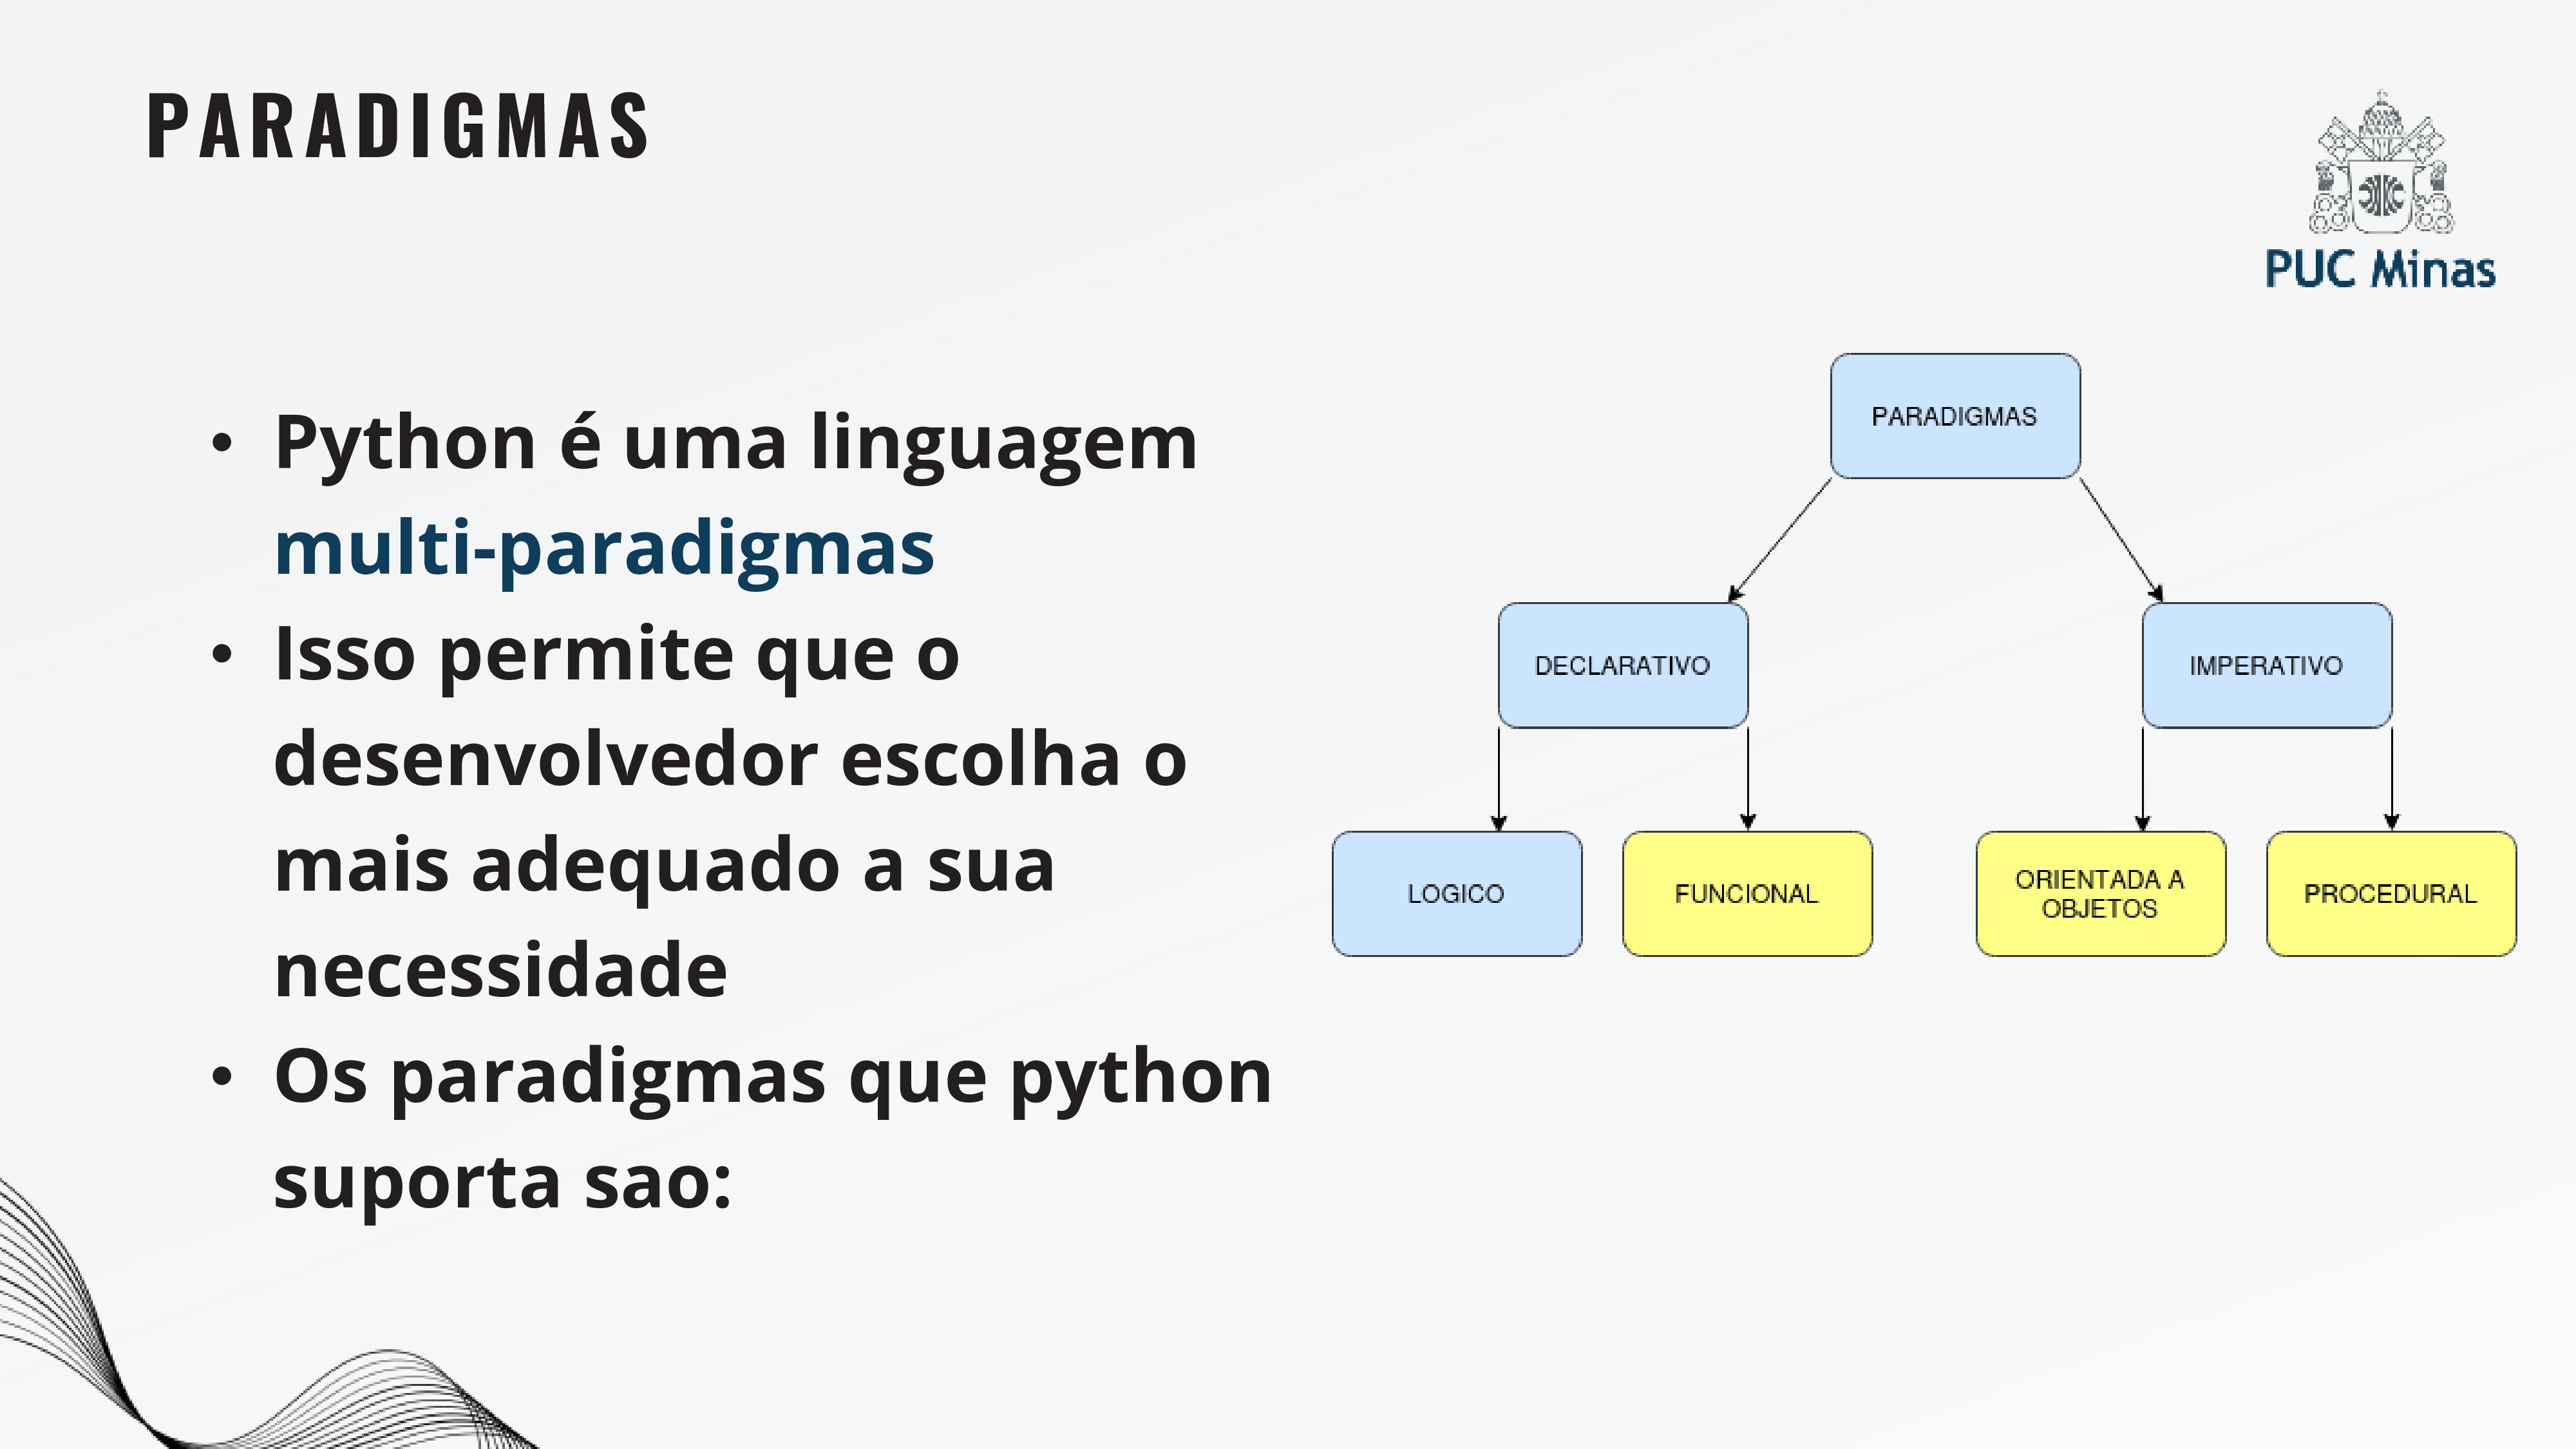 PARADIGMAS
PUC Minas
• Python é uma linguagem
multi-paradigmas
• Isso permite que o
desenvolvedor escolha o
mais adequado a sua
necessidade
• Os paradigmas que python
suporta sao:
PARADIGMAS
DECLARATIVO
IMPERATIVO
LOGICO
FUNCIONAL
ORIENTADA A
OBJETOS
PROCEDURAL